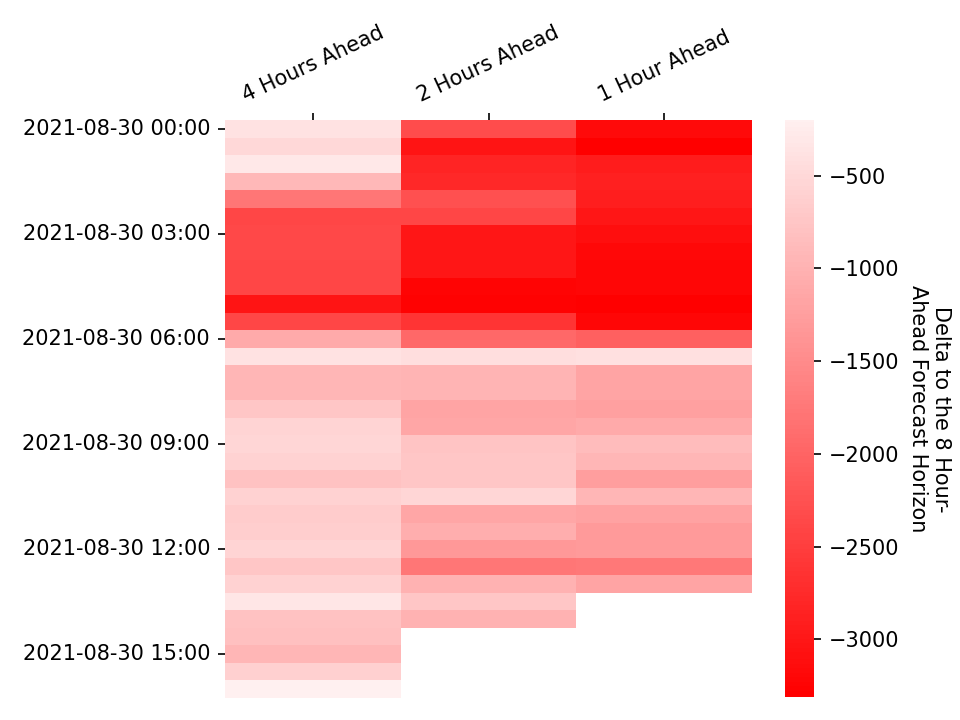 4 Hours Ahead
2 Hours Ahead
1 Hour Ahead
2021-08-30 00:00
2021-08-30 03:00
2021-08-30 06:00
2021-08-30 09:00
2021-08-30 12:00
2021-08-30 15:00
−500
−1000
−1500
−2000
−2500
−3000
Delta to the 8 Hour-
Ahead Forecast Horizon